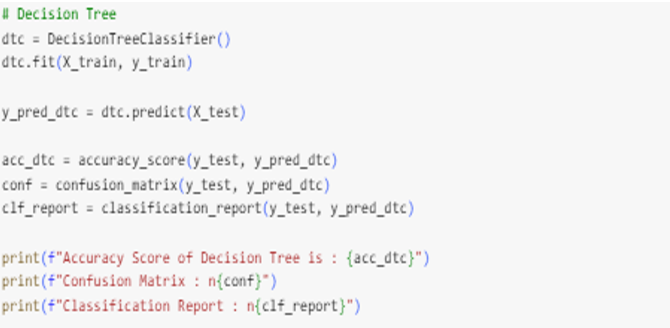 # Decision Tree
dtc = DecisionTreeClassifier()
dtc.fit(X_train, y_train)
y_pred_dtc = dtc.predict(X_test)
acc_dtc = accuracy_score(y_test, y_pred_dtc)
conf = confusion_matrix(y_test, y_pred_dtc)
clf_report = classification_report(y_test, y_pred_dtc)
print(f"Accuracy Score of Decision Tree is : {acc_dtc}")
print(f"Confusion Matrix : n{conf}")
print(f"Classification Report : n{clf_report}")